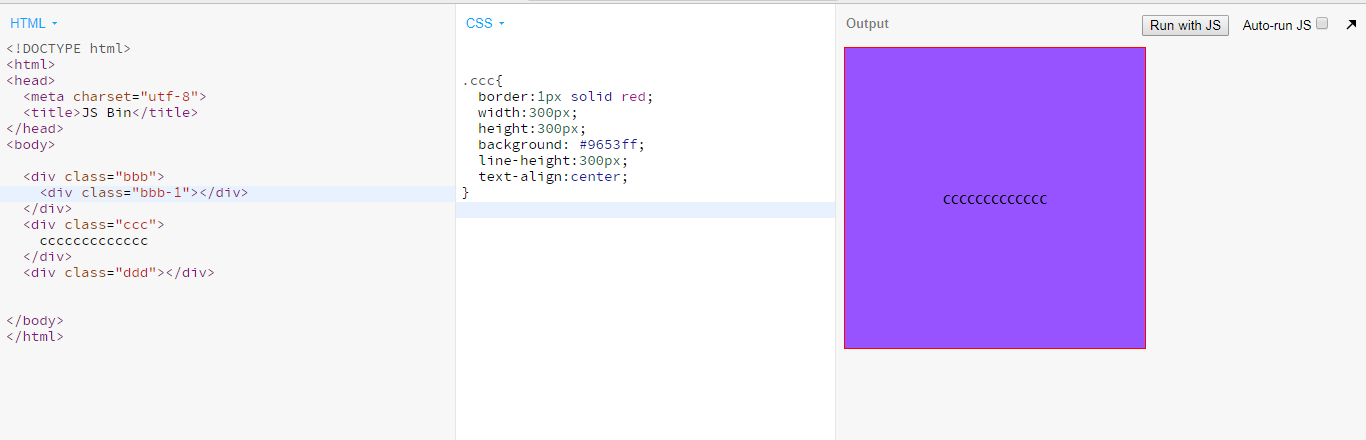 HTML
<!DOCTYPE html>
<html>
<head>
  <meta charset="utf-8">
  <title>JS Bin</title>
</head>
<body>
  <div class="bbb">
    <div class="bbb-1"></div>
  </div>
  <div class="ccc">
    ccccccccccccc
  </div>
  <div class="ddd"></div>
</body>
</html>
CSS
.ccc{
  border:1px solid red;
  width:300px;
  height:300px;
  background: #9653ff;
  line-height:300px;
  text-align:center;
}
Output
Run with JS
Auto-run JS
ccccccccccccc